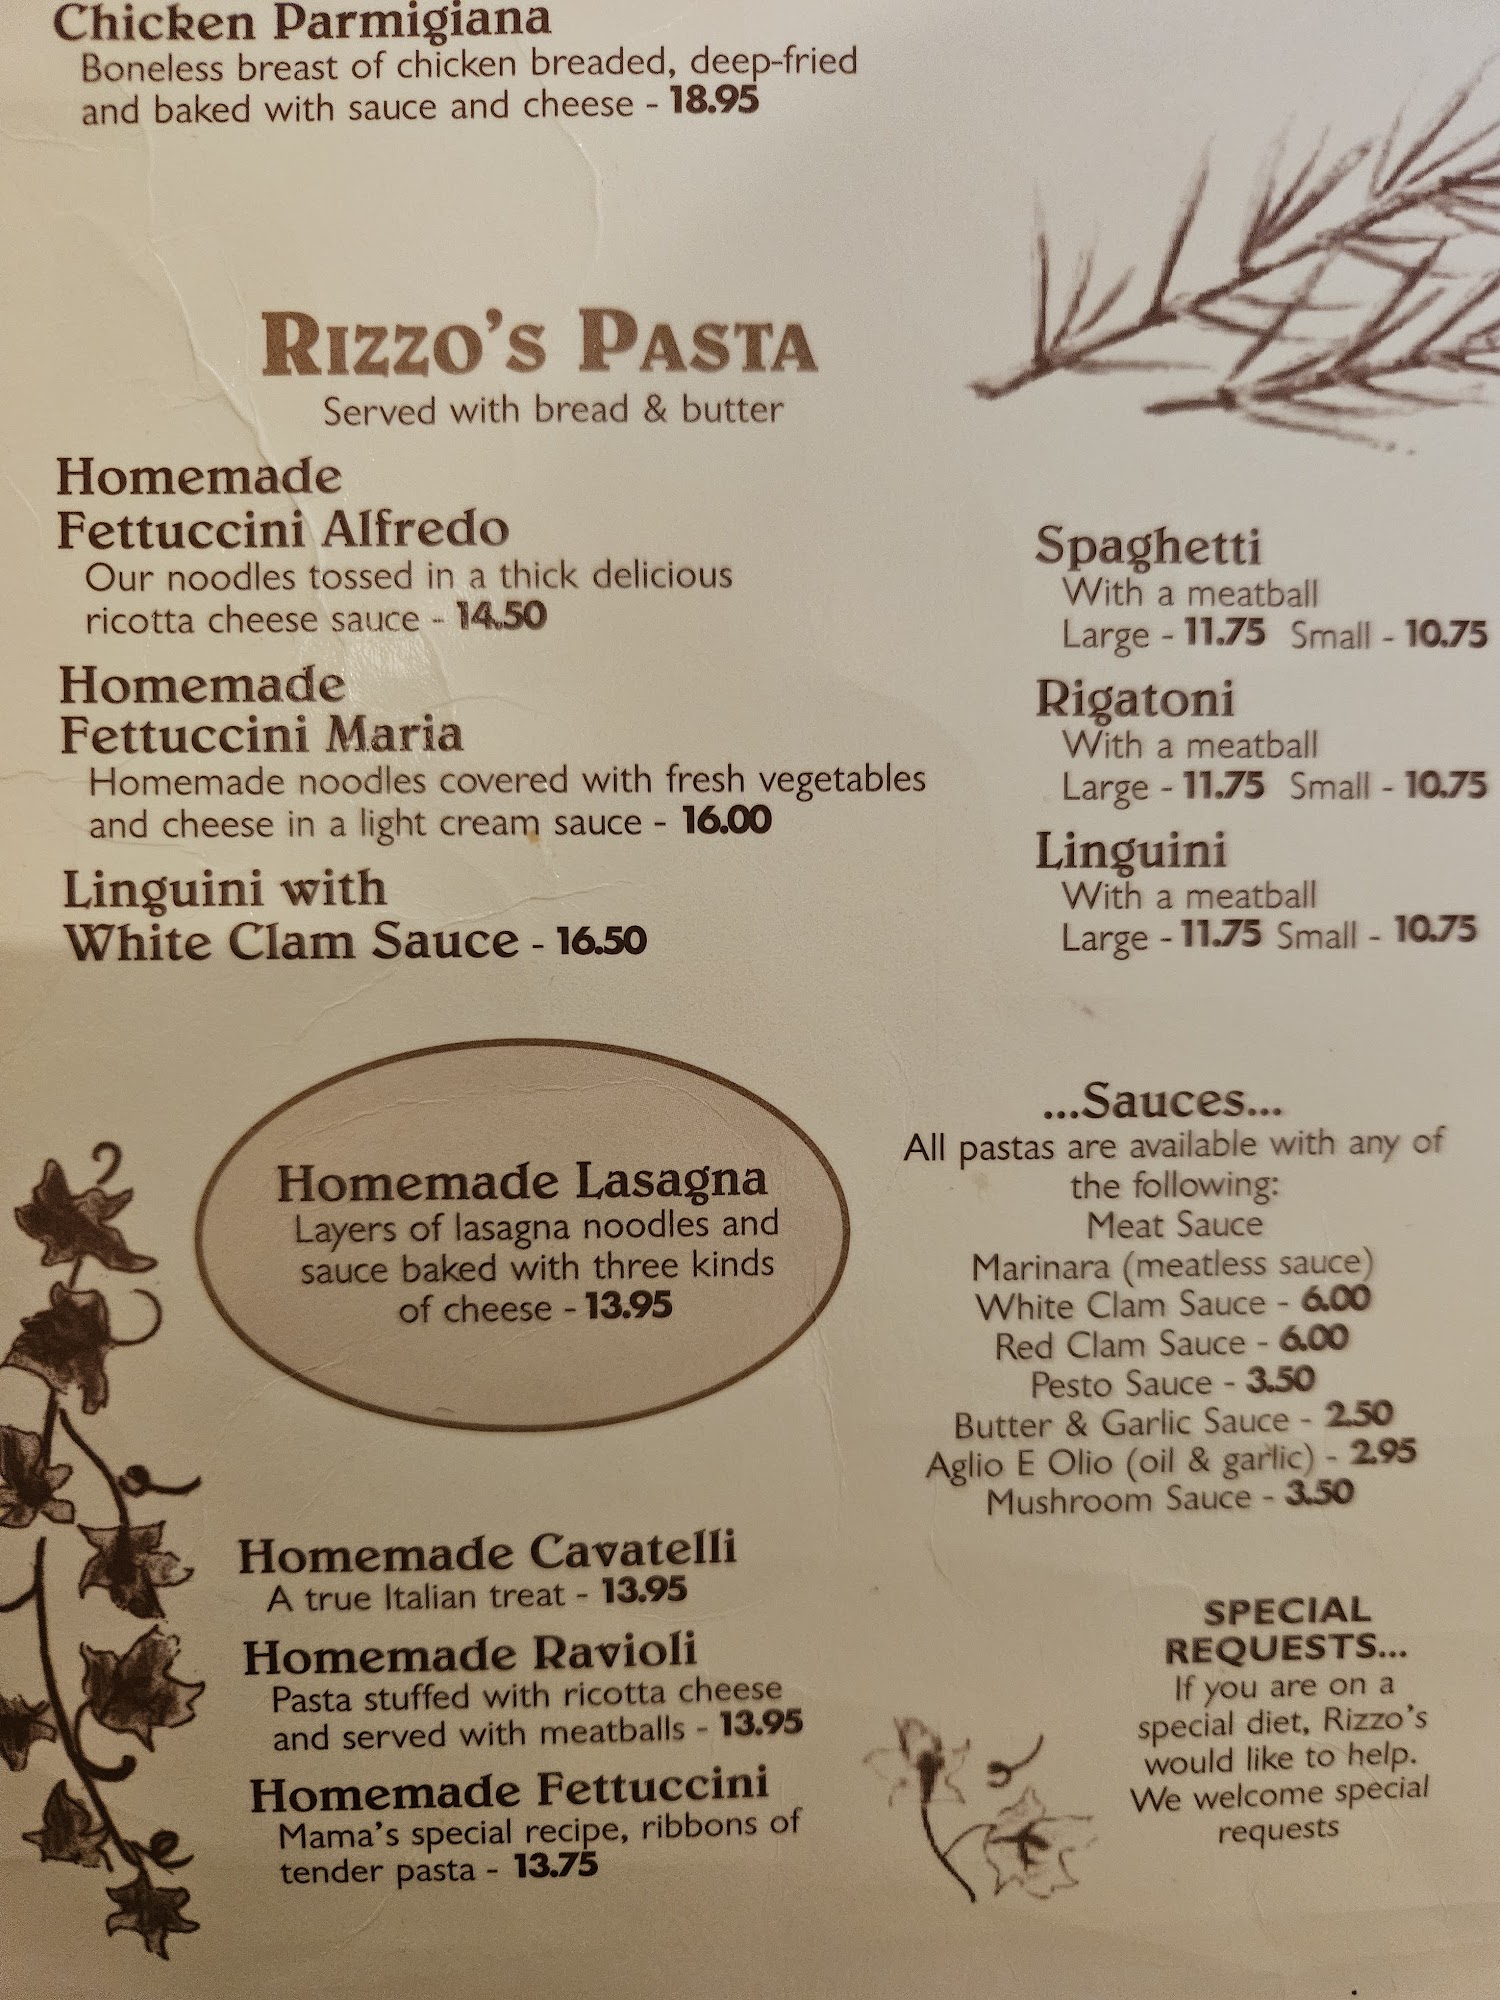 Chicken Parmigiana
Boneless breast of chicken breaded, deep-fried
and baked with sauce and cheese - 18.95
RIZZO'S PASTA
Served with bread & butter
Homemade
Fettuccini Alfredo
Our noodles tossed in a thick delicious
ricotta cheese sauce - 14.50
Homemade
Fettuccini Maria
Homemade noodles covered with fresh vegetables
and cheese in a light cream sauce - 16.00
Linguini with
White Clam Sauce - 16.50
Spaghetti
With a meatball
Large - 11.75 Small - 10.75
Rigatoni
With a meatball
Large - 11.75 Small - 10.75
Linguini
With a meatball
Large - 11.75 Small - 10.75
Homemade Lasagna
Layers of lasagna noodles and
sauce baked with three kinds
of cheese - 13.95
...Sauces...
All pastas are available with any of
the following:
Meat Sauce
Marinara (meatless sauce)
White Clam Sauce - 6.00
Red Clam Sauce - 6.00
Pesto Sauce - 3.50
Butter & Garlic Sauce - 2.50
Aglio E Olio (oil & garlic) - 2.95
Mushroom Sauce - 3.50
Homemade Cavatelli
A true Italian treat - 13.95
Homemade Ravioli
Pasta stuffed with ricotta cheese
and served with meatballs - 13.95
Homemade Fettuccini
Mama's special recipe, ribbons of
tender pasta - 13.75
SPECIAL
REQUESTS...
If you are on a
special diet, Rizzo's
would like to help.
We welcome special
requests